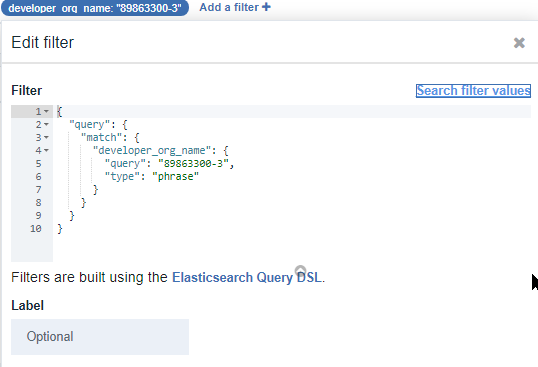 developer_org_name: "89863300-3" Add a filter +
Edit filter ×
Filter Search filter values
1 {
2 "query": {
3 "match": {
4 "developer_org_name": {
5 "query": "89863300-3",
6 "type": "phrase"
7 }
8 }
9 }
10 }
Filters are built using the Elasticsearch Query DSL.
Label
Optional